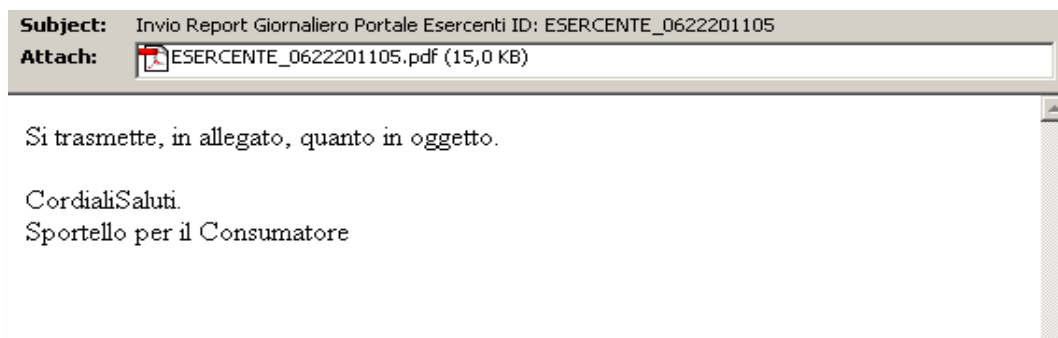 Subject: Invio Report Giornaliero Portale Esercenti ID: ESERCENTE_0622201105
Attach: ESERCENTE_0622201105.pdf (15,0 KB)
Si trasmette, in allegato, quanto in oggetto.
CordialiSaluti.
Sportello per il Consumatore